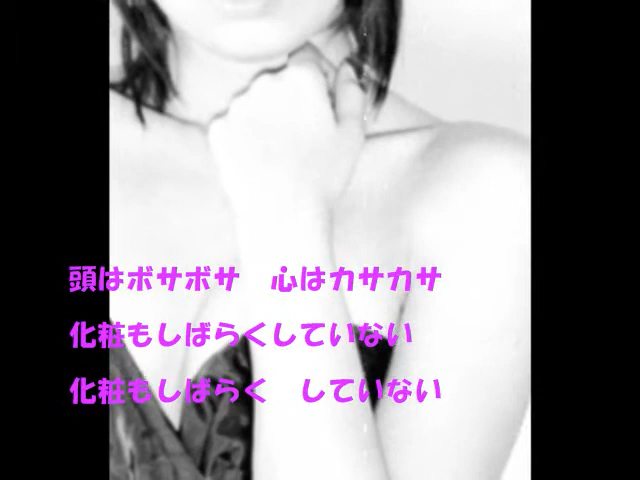 頭はボサボサ　心はカサカサ
化粧もしばらくしていない
化粧もしばらく　していない